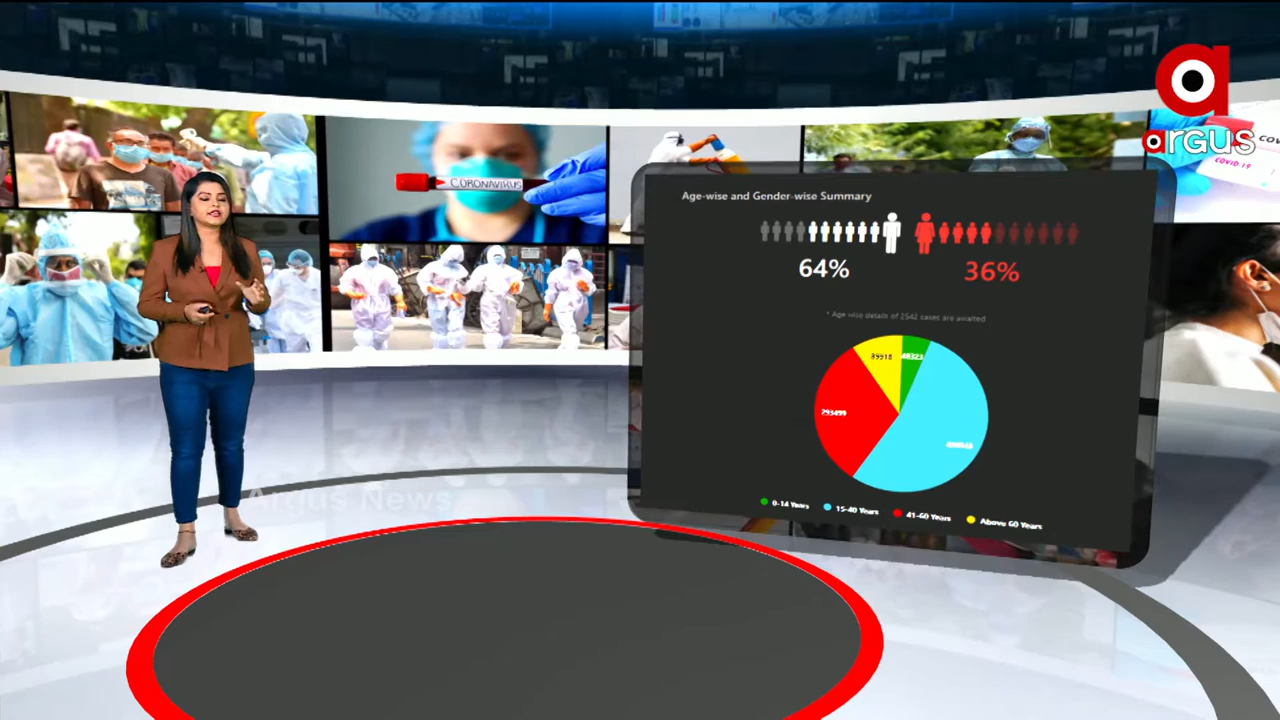 argus
CORONAVIRUS
COVID 19
Age-wise and Gender-wise Summary
64%
36%
* Age wise details of 2542 cases are awaited
89918
48323
293499
0-14 Years
15-40 Years
41-60 Years
Above 60 Years
Argus News